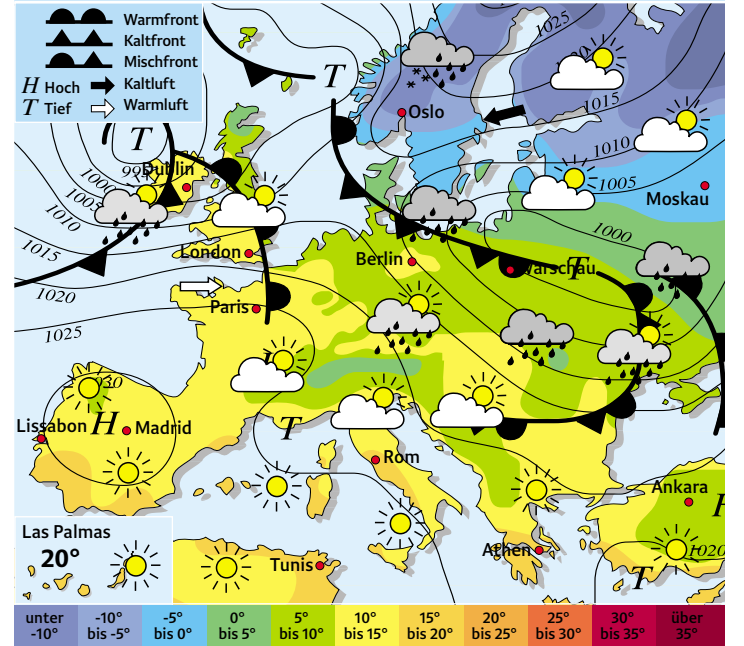 Warmfront
Kaltfront
Mischfront
H Hoch
Kaltluft
T Tief
Warmluft
1025
T
1015
Oslo
T
1010
Dublin
1000
1005
1005
Moskau
1010
1000
1015
London
Berlin
T
1020
Paris
1025
Lissabon
H
Madrid
T
Rom
Ankara
H
Las Palmas
20°
Athen
1020
Tunis
T
unter -10°
-10° bis -5°
-5° bis 0°
0° bis 5°
5° bis 10°
10° bis 15°
15° bis 20°
20° bis 25°
25° bis 30°
30° bis 35°
über 35°